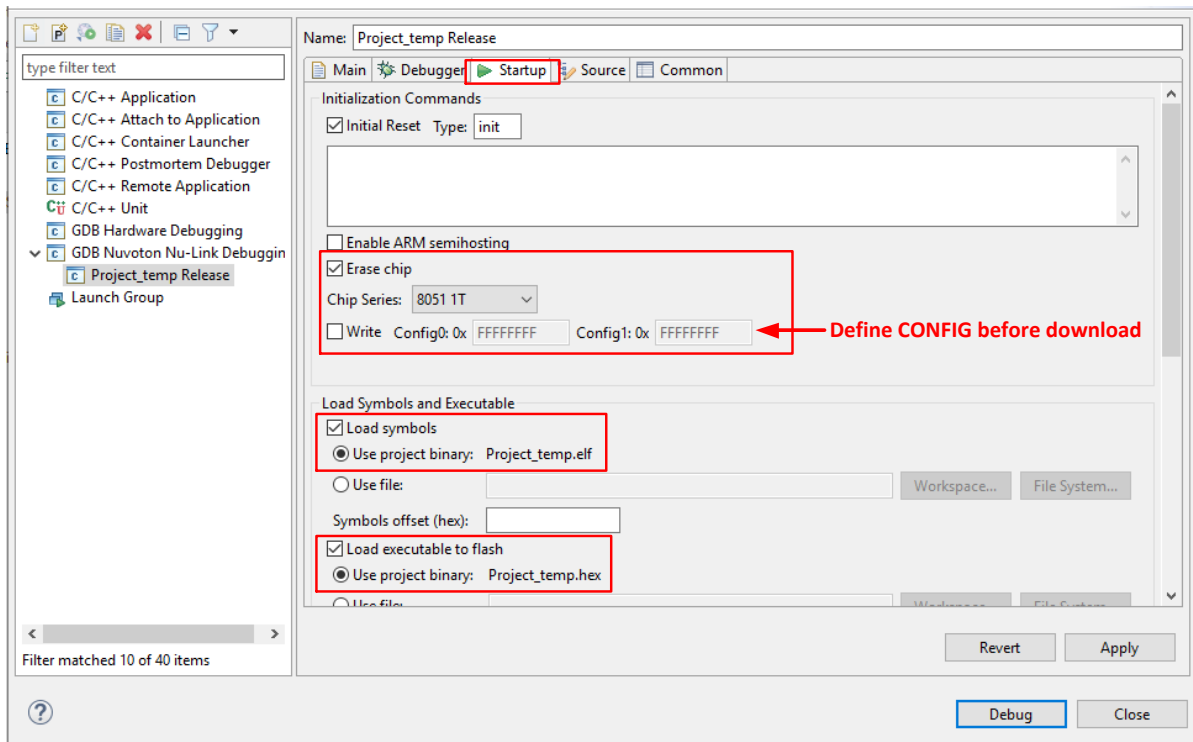 Name: Project_temp Release
type filter text
C/C++ Application
C/C++ Attach to Application
C/C++ Container Launcher
C/C++ Postmortem Debugger
C/C++ Remote Application
C/C++ Unit
GDB Hardware Debugging
GDB Nuvoton Nu-Link Debuggin
Project_temp Release
Launch Group
Filter matched 10 of 40 items
Main Debugger Startup Source Common
Initialization Commands
Initial Reset Type: init
Enable ARM semihosting
Erase chip
Chip Series: 8051 1T
Write Config0: 0x FFFFFFFF Config1: 0x FFFFFFFF Define CONFIG before download
Load Symbols and Executable
Load symbols
Use project binary: Project_temp.elf
Use file: Workspace... File System...
Symbols offset (hex):
Load executable to flash
Use project binary: Project_temp.hex
Use file: Workspace... File System...
Revert Apply
Debug Close